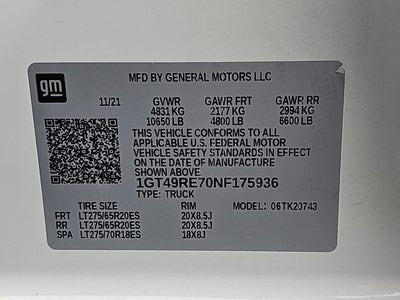 gm
MFD BY GENERAL MOTORS LLC
11/21 GVWR GAWR FRT GAWR RR
4831 KG 2177 KG 2994 KG
10650 LB 4800 LB 6600 LB
THIS VEHICLE CONFORMS TO ALL
APPLICABLE U.S. FEDERAL MOTOR
VEHICLE SAFETY STANDARDS IN EFFECT
ON THE DATE OF MANUFACTURE
SHOWN ABOVE.
1GT49RE70NF175936
TYPE: TRUCK MODEL: 06TK20743
TIRE SIZE RIM
FRT LT275/65R20ES 20X8.5J
RR LT275/65R20ES 20X8.5J
SPA LT275/70R18ES 18X8J